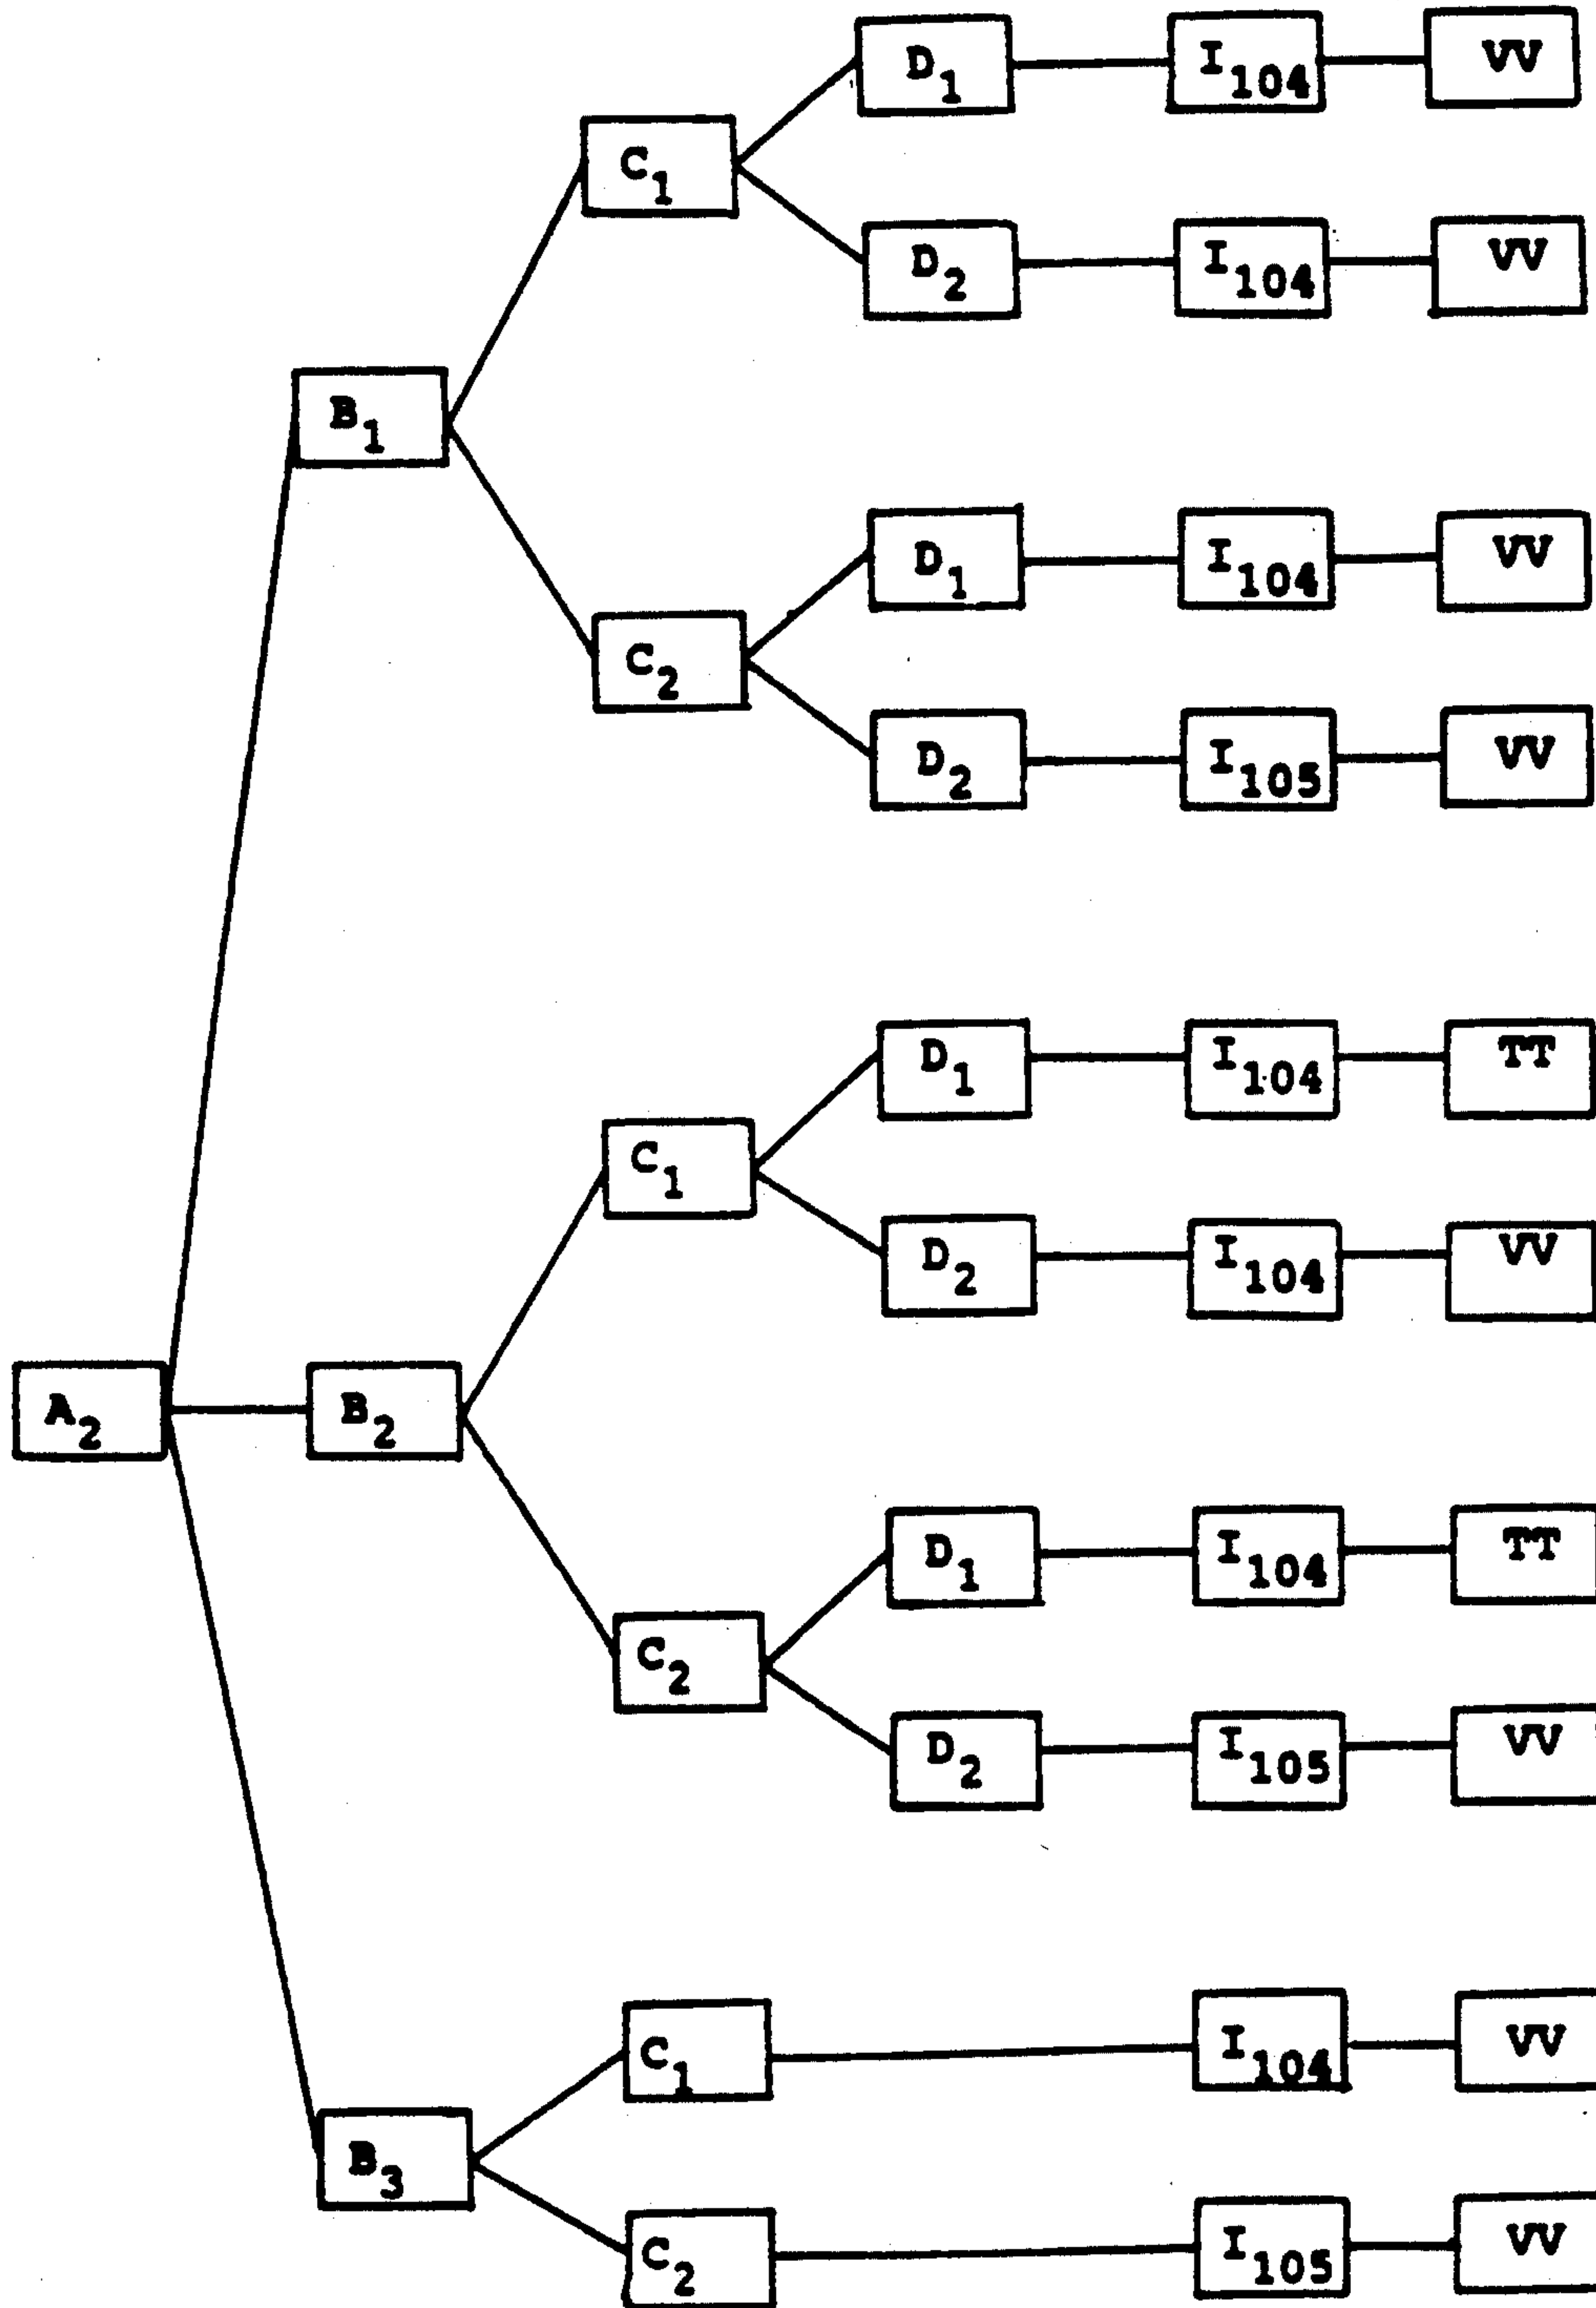 D₁ I₁₀₄ VV
C₁
D₂ I₁₀₄ VV
B₁
D₁ I₁₀₄ VV
C₂
D₂ I₁₀₅ VV
D₁ I₁₀₄ TT
C₁
D₂ I₁₀₄ VV
A₂ B₂
D₁ I₁₀₄ TT
C₂
D₂ I₁₀₅ VV
C₁ I₁₀₄ VV
B₃
C₂ I₁₀₅ VV